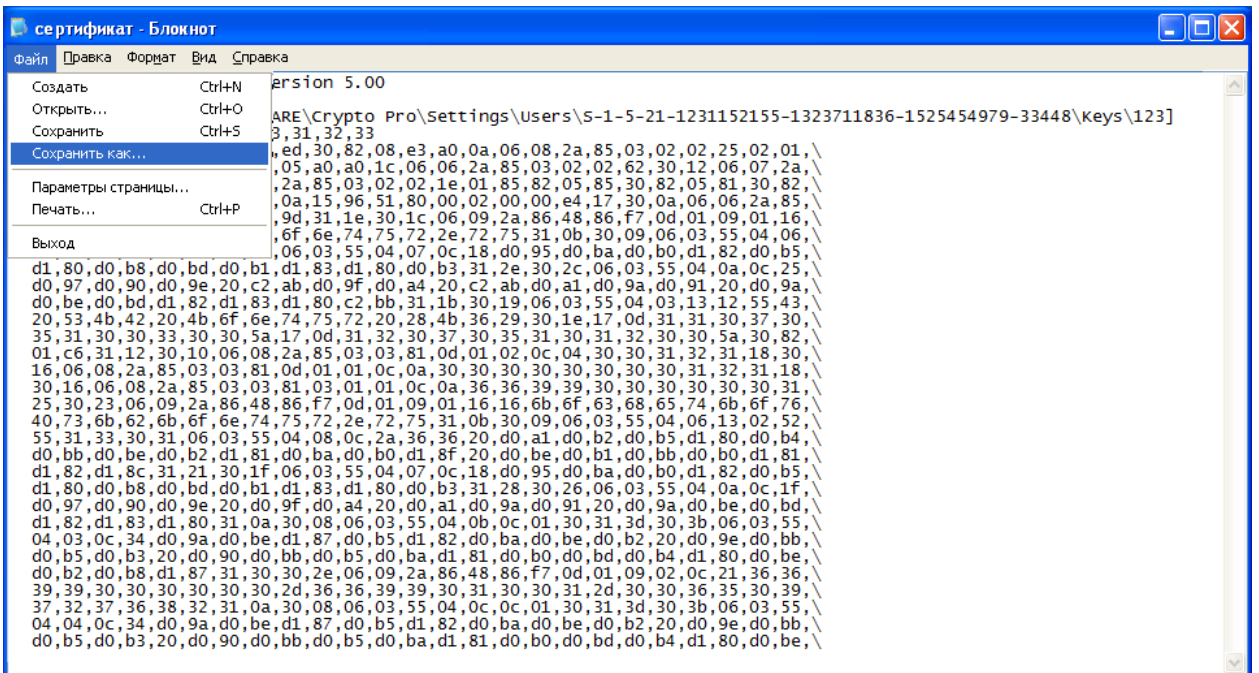 сертификат - Блокнот
Файл Правка Формат Вид Справка
Создать Ctrl+N
Открыть... Ctrl+O
Сохранить Ctrl+S
Сохранить как...
Параметры страницы...
Печать... Ctrl+P
Выход
ersion 5.00
ARE\Crypto Pro\Settings\Users\S-1-5-21-1231152155-1323711836-1525454979-33448\Keys\123]
3,31,32,33
,ed,30,82,08,e3,a0,0a,06,08,2a,85,03,02,02,25,02,01,\
,05,a0,a0,1c,06,06,2a,85,03,02,02,62,30,12,06,07,2a,\
,2a,85,03,02,02,1e,01,85,82,05,85,30,82,05,81,30,82,\
,0a,15,96,51,80,00,02,00,00,e4,17,30,0a,06,06,2a,85,\
,9d,31,1e,30,1c,06,09,2a,86,48,86,f7,0d,01,09,01,16,\
,6f,6e,74,75,72,2e,72,75,31,0b,30,09,06,03,55,04,06,\
,06,03,55,04,07,0c,18,d0,95,d0,ba,d0,b0,d1,82,d0,b5,\
d1,80,d0,b8,d0,bd,d0,b1,d1,83,d1,80,d0,b3,31,2e,30,2c,06,03,55,04,0a,0c,25,\
d0,97,d0,90,d0,9e,20,c2,ab,d0,9f,d0,a4,20,c2,ab,d0,a1,d0,9a,d0,91,20,d0,9a,\
d0,be,d0,bd,d1,82,d1,83,d1,80,c2,bb,31,1b,30,19,06,03,55,04,03,13,12,55,43,\
20,53,4b,42,20,4b,6f,6e,74,75,72,20,28,4b,36,29,30,1e,17,0d,31,31,30,37,30,\
35,31,30,30,33,30,30,5a,17,0d,31,32,30,37,30,35,31,30,31,32,30,30,5a,30,82,\
01,c6,31,12,30,10,06,08,2a,85,03,03,81,0d,01,02,0c,04,30,30,31,32,31,18,30,\
16,06,08,2a,85,03,03,81,0d,01,01,0c,0a,30,30,30,30,30,30,30,31,32,31,18,\
30,16,06,08,2a,85,03,03,81,03,01,01,0c,0a,36,36,39,39,30,30,30,30,30,31,\
25,30,23,06,09,2a,86,48,86,f7,0d,01,09,01,16,16,6b,6f,63,68,65,74,6b,6f,76,\
40,73,6b,62,6b,6f,6e,74,75,72,2e,72,75,31,0b,30,09,06,03,55,04,06,13,02,52,\
55,31,33,30,31,06,03,55,04,08,0c,2a,36,36,20,d0,a1,d0,b2,d0,b5,d1,80,d0,b4,\
d0,bb,d0,be,d0,b2,d1,81,d0,ba,d0,b0,d1,8f,20,d0,be,d0,b1,d0,bb,d0,b0,d1,81,\
d1,82,d1,8c,31,21,30,1f,06,03,55,04,07,0c,18,d0,95,d0,ba,d0,b0,d1,82,d0,b5,\
d1,80,d0,b8,d0,bd,d0,b1,d1,83,d1,80,d0,b3,31,28,30,26,06,03,55,04,0a,0c,1f,\
d0,97,d0,90,d0,9e,20,d0,9f,d0,a4,20,d0,a1,d0,9a,d0,91,20,d0,9a,d0,be,d0,bd,\
d1,82,d1,83,d1,80,31,0a,30,08,06,03,55,04,0b,0c,01,30,31,3d,30,3b,06,03,55,\
04,03,0c,34,d0,9a,d0,be,d1,87,d0,b5,d1,82,d0,ba,d0,be,d0,b2,20,d0,9e,d0,bb,\
d0,b5,d0,b3,20,d0,90,d0,bb,d0,b5,d0,ba,d1,81,d0,b0,d0,bd,d0,b4,d1,80,d0,be,\
d0,b2,d0,b8,d1,87,31,30,30,2e,06,09,2a,86,48,86,f7,0d,01,09,02,0c,21,36,36,\
39,39,30,30,30,30,30,30,2d,36,36,39,39,30,31,30,30,31,2d,30,30,36,35,30,39,\
37,32,37,36,38,32,31,0a,30,08,06,03,55,04,0c,0c,01,30,31,3d,30,3b,06,03,55,\
04,04,0c,34,d0,9a,d0,be,d1,87,d0,b5,d1,82,d0,ba,d0,be,d0,b2,20,d0,9e,d0,bb,\
d0,b5,d0,b3,20,d0,90,d0,bb,d0,b5,d0,ba,d1,81,d0,b0,d0,bd,d0,b4,d1,80,d0,be,\